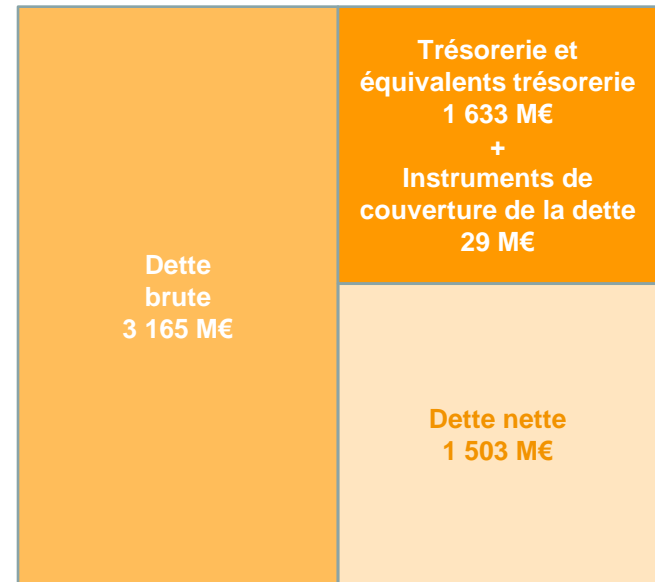 Dette
brute
3 165 M€
Trésorerie et
équivalents trésorerie
1 633 M€
+
Instruments de
couverture de la dette
29 M€
Dette nette
1 503 M€